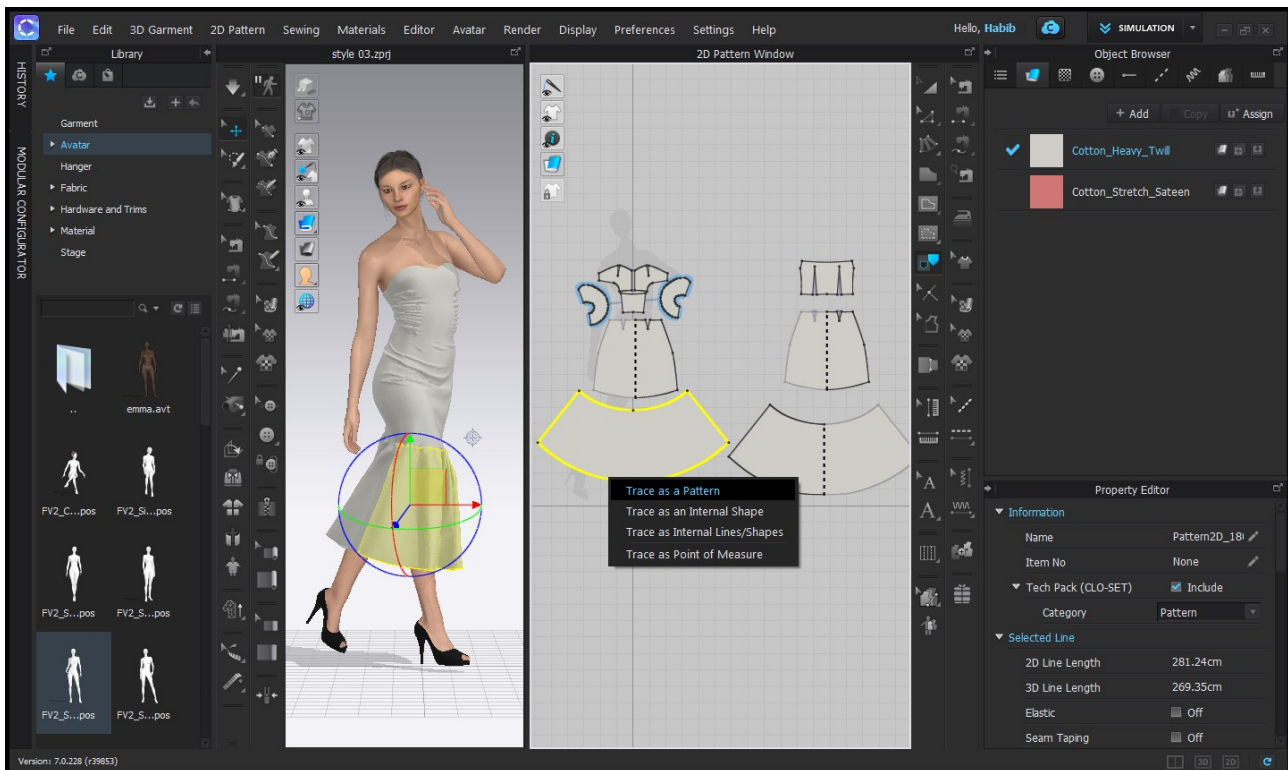 File Edit 3D Garment 2D Pattern Sewing Materials Editor Avatar Render Display Preferences Settings Help Hello, Habib SIMULATION
Library style 03.zprj 2D Pattern Window Object Browser
HISTORY
MODULAR CONFIGURATOR
Garment
Avatar
Hanger
Fabric
Hardware and Trims
Material
Stage
..
emma.avt
FV2_C...pos FV2_Si...pos
FV2_S...pos FV2_S...pos
FV2_S...pos FV2_S...pos
Trace as a Pattern
Trace as an Internal Shape
Trace as Internal Lines/Shapes
Trace as Point of Measure
+ Add Copy Assign
Cotton_Heavy_Twill
Cotton_Stretch_Sateen
Property Editor
Information
Name Pattern2D_18
Item No None
Tech Pack (CLO-SET) Include
Category Pattern
Selected Line
2D Line Length 281.24cm
3D Line Length 269.35cm
Elastic Off
Seam Taping Off
Version: 7.0.228 (r39853) 3D 2D